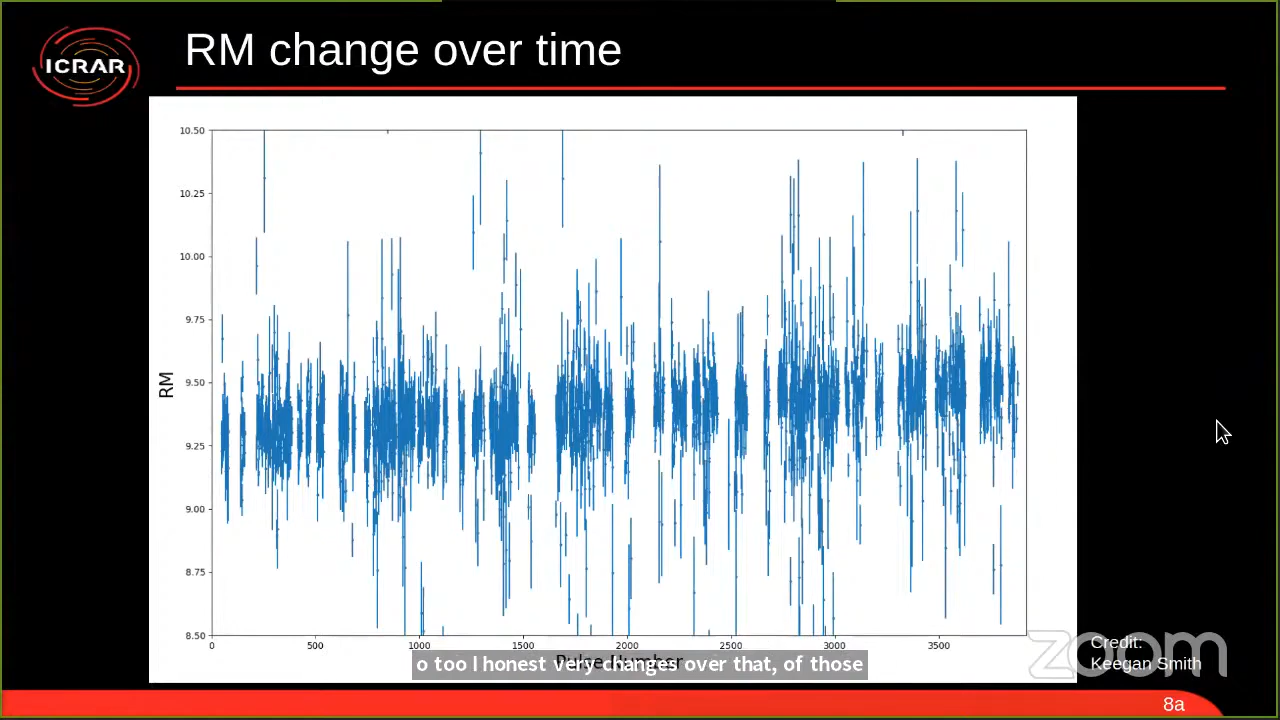 ICRAR
RM change over time
10.50
10.25
10.00
9.75
9.50
9.25
9.00
8.75
8.50
RM
0 500 1000 1500 2000 2500 3000 3500
o too I honest very changes over that, of those
zoom
Credit:
Keegan Smith
8a